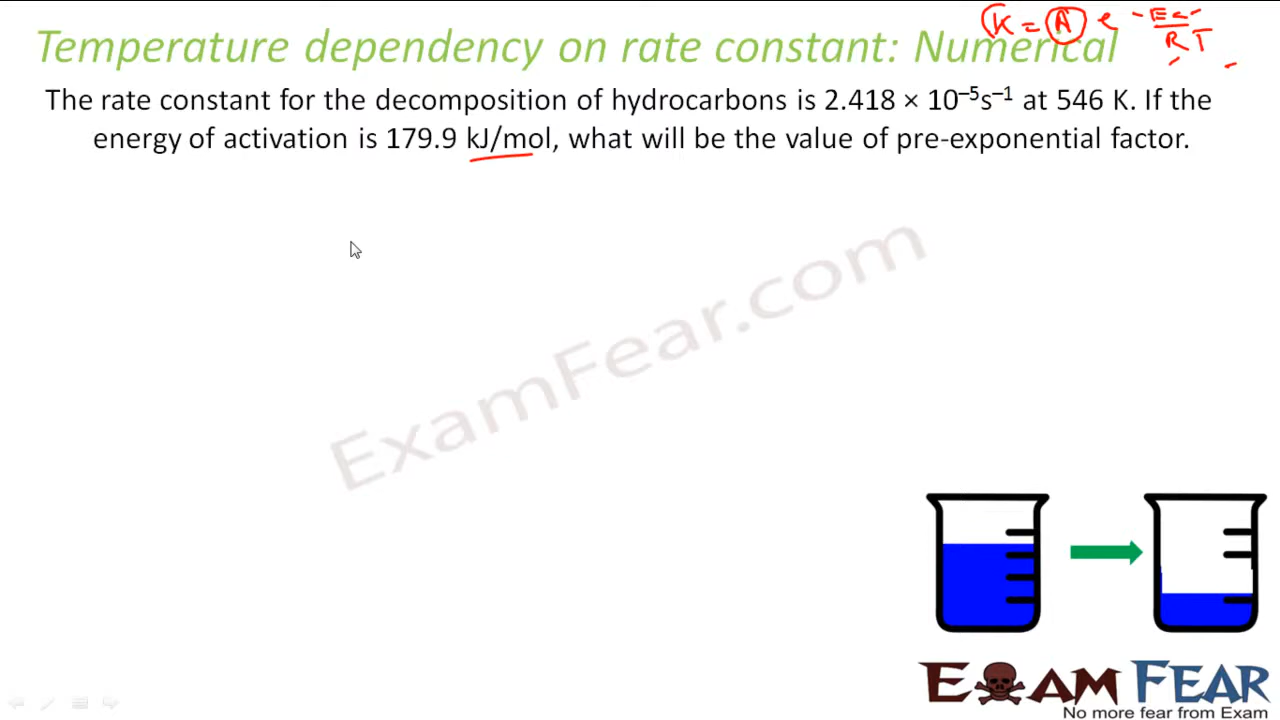 Temperature dependency on rate constant: Numerical
K = A e -Ea/RT
The rate constant for the decomposition of hydrocarbons is 2.418 × 10⁻⁵s⁻¹ at 546 K. If the
energy of activation is 179.9 kJ/mol, what will be the value of pre-exponential factor.
ExamFear.com
EXAM FEAR
No more fear from Exam